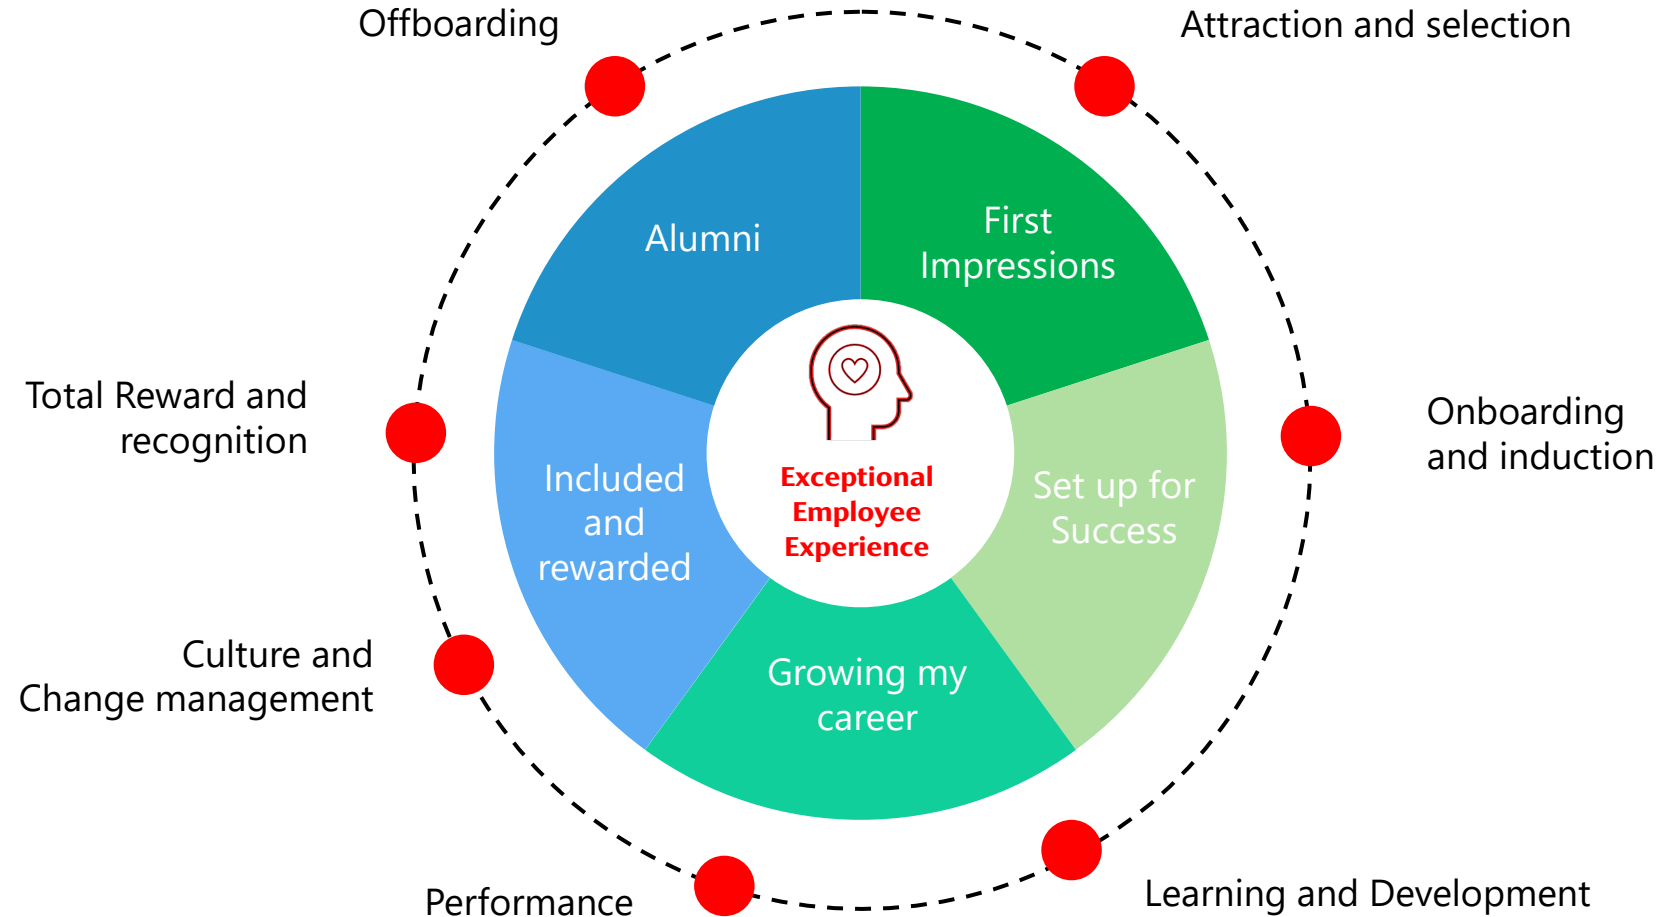 Offboarding
Attraction and selection
Alumni
First
Impressions
Total Reward and
recognition
Onboarding
and induction
Included
and
rewarded
Exceptional
Employee
Experience
Set up for
Success
Culture and
Change management
Growing my
career
Performance
Learning and Development